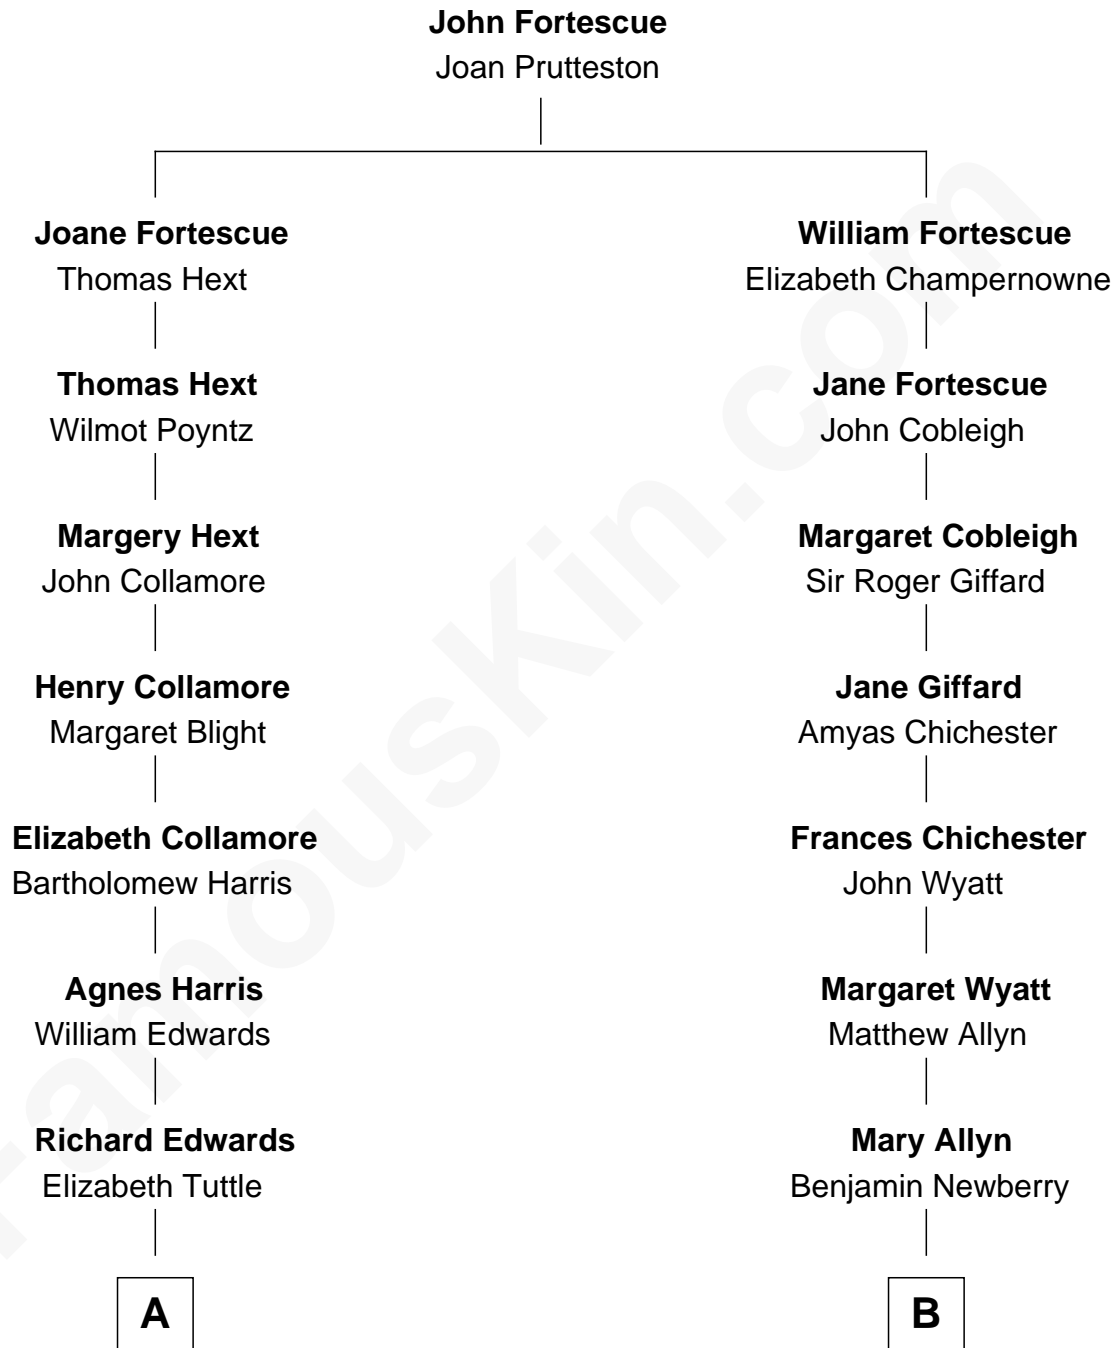 John Fortescue
Joan Prutteston
Joane Fortescue
Thomas Hext
William Fortescue
Elizabeth Champernowne
Thomas Hext
Wilmot Poyntz
Jane Fortescue
John Cobleigh
Margery Hext
John Collamore
Margaret Cobleigh
Sir Roger Giffard
Henry Collamore
Margaret Blight
Jane Giffard
Amyas Chichester
Elizabeth Collamore
Bartholomew Harris
Frances Chichester
John Wyatt
Agnes Harris
William Edwards
Margaret Wyatt
Matthew Allyn
Richard Edwards
Elizabeth Tuttle
Mary Allyn
Benjamin Newberry
A
B
FamousKin.com